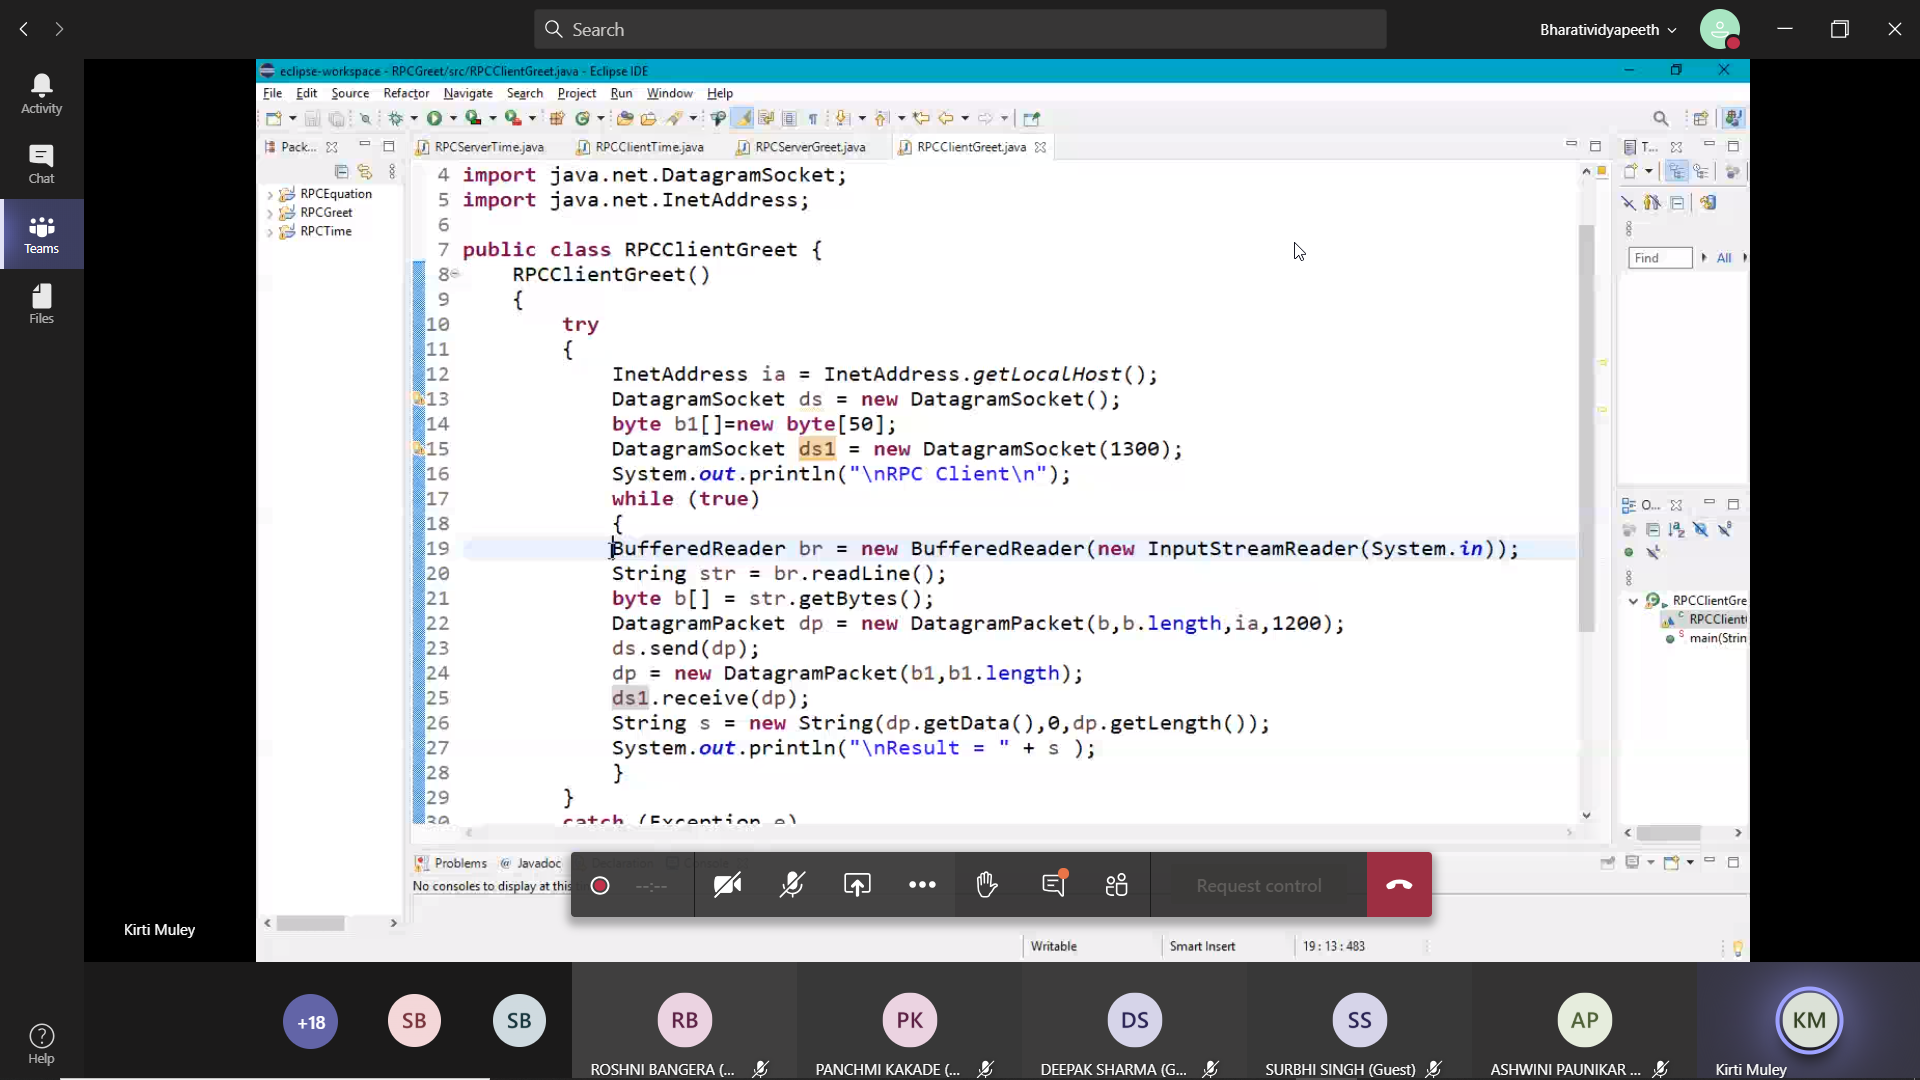 Search
Bharatividyapeeth
Activity
Chat
Teams
Files
Help
eclipse-workspace - RPCGreet/src/RPCClientGreet.java - Eclipse IDE
File Edit Source Refactor Navigate Search Project Run Window Help
Pack...
RPCServerTime.java
RPCClientTime.java
RPCServerGreet.java
RPCClientGreet.java
T...
RPCEquation
RPCGreet
RPCTime
4 import java.net.DatagramSocket;
5 import java.net.InetAddress;
6
7 public class RPCClientGreet {
8 RPCClientGreet()
9 {
10 try
11 {
12 InetAddress ia = InetAddress.getLocalHost();
13 DatagramSocket ds = new DatagramSocket();
14 byte b1[]=new byte[50];
15 DatagramSocket ds1 = new DatagramSocket(1300);
16 System.out.println("\nRPC Client\n");
17 while (true)
18 {
19 BufferedReader br = new BufferedReader(new InputStreamReader(System.in));
20 String str = br.readLine();
21 byte b[] = str.getBytes();
22 DatagramPacket dp = new DatagramPacket(b,b.length,ia,1200);
23 ds.send(dp);
24 dp = new DatagramPacket(b1,b1.length);
25 ds1.receive(dp);
26 String s = new String(dp.getData(),0,dp.getLength());
27 System.out.println("\nResult = " + s );
28 }
29 }
30 catch (Exception e)
Find
All
O...
RPCClientGre
RPCClient
main(Strin
Problems @ Javadoc
No consoles to display at this
--:--
Request control
Writable
Smart Insert
19 : 13 : 483
Kirti Muley
+18
SB
SB
RB
ROSHNI BANGERA (...
PK
PANCHMI KAKADE (...
DS
DEEPAK SHARMA (G...
SS
SURBHI SINGH (Guest)
AP
ASHWINI PAUNIKAR ...
KM
Kirti Muley